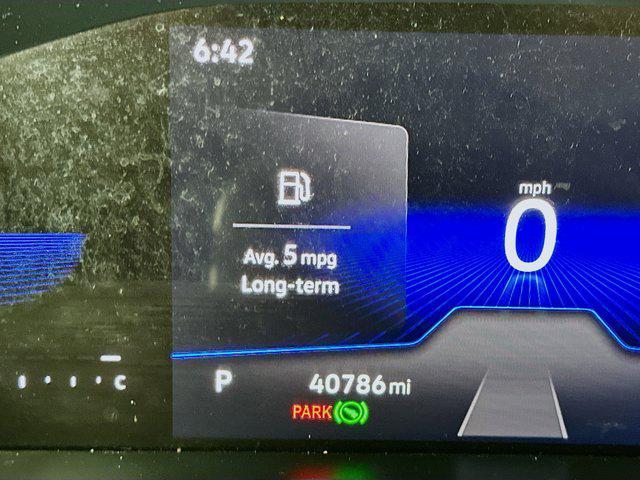 6:42
mph
0
Avg. 5 mpg
Long-term
C
P
40786 mi
PARK